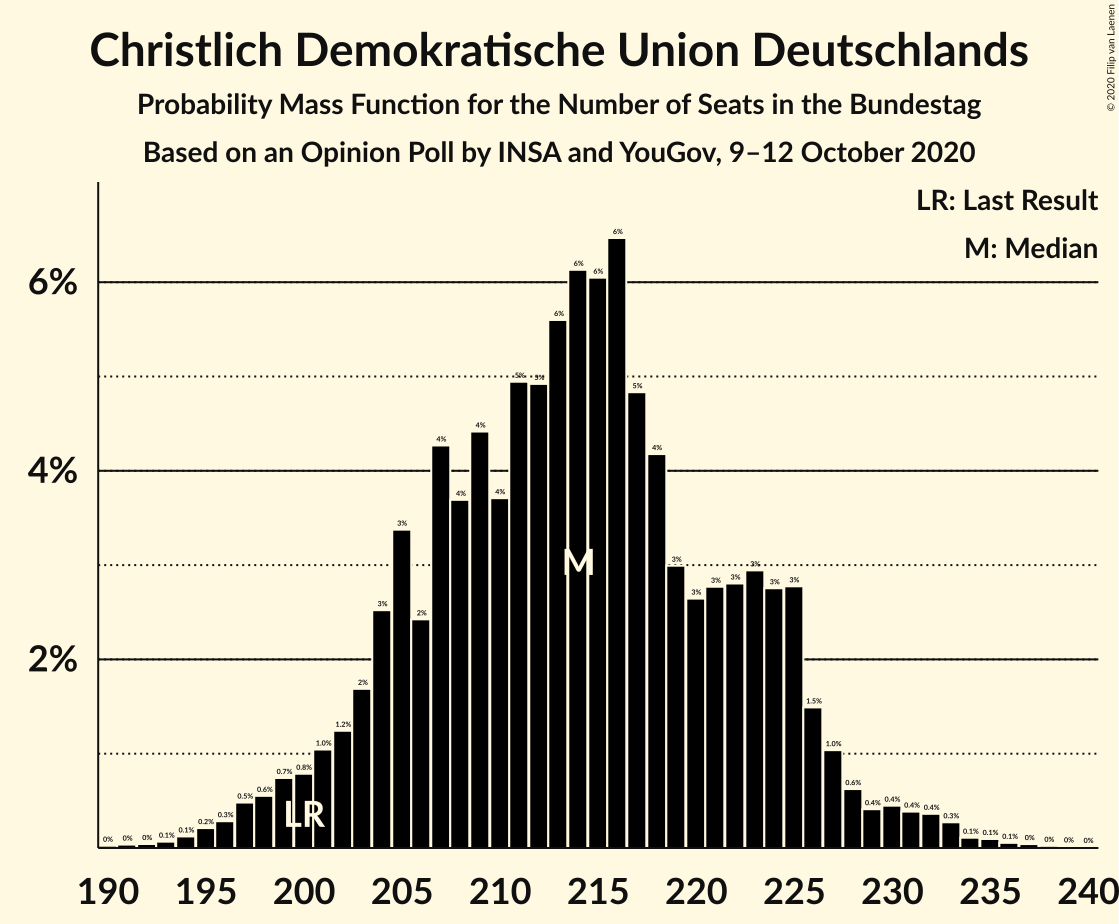 Christlich Demokratische Union Deutschlands
Probability Mass Function for the Number of Seats in the Bundestag
Based on an Opinion Poll by INSA and YouGov, 9–12 October 2020
© 2020 Filip van Laenen
LR: Last Result
M: Median
6%
4%
2%
0% 0% 0% 0.1% 0.1% 0.2% 0.3% 0.5% 0.6% 0.7% 0.8% 1.0% 1.2% 2% 3% 3% 2% 4% 4% 4% 4% 5% 5% 6% 6% 6% 6% 5% 4% 3% 3% 3% 3% 3% 3% 3% 1.5% 1.0% 0.6% 0.4% 0.4% 0.4% 0.4% 0.3% 0.1% 0.1% 0.1% 0% 0% 0% 0%
M
LR
190 195 200 205 210 215 220 225 230 235 240